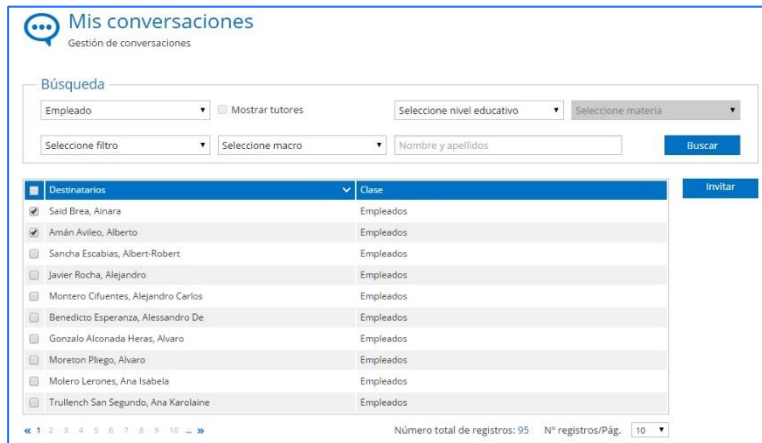 Mis conversaciones
Gestión de conversaciones
Búsqueda
Empleado Mostrar tutores Seleccione nivel educativo Seleccione materia
Seleccione filtro Seleccione macro Nombre y apellidos Buscar
Destinatarios Clase Invitar
Said Brea, Ainara Empleados
Amán Avileo, Alberto Empleados
Sancha Escabias, Albert-Robert Empleados
Javier Rocha, Alejandro Empleados
Montero Cifuentes, Alejandro Carlos Empleados
Benedicto Esperanza, Alessandro De Empleados
Gonzalo Alconada Heras, Alvaro Empleados
Moreton Pliego, Alvaro Empleados
Molero Lerones, Ana Isabela Empleados
Trullench San Segundo, Ana Karolaine Empleados
« 1 2 3 4 5 6 7 8 9 10 ... » Número total de registros: 95 Nº registros/Pág. 10